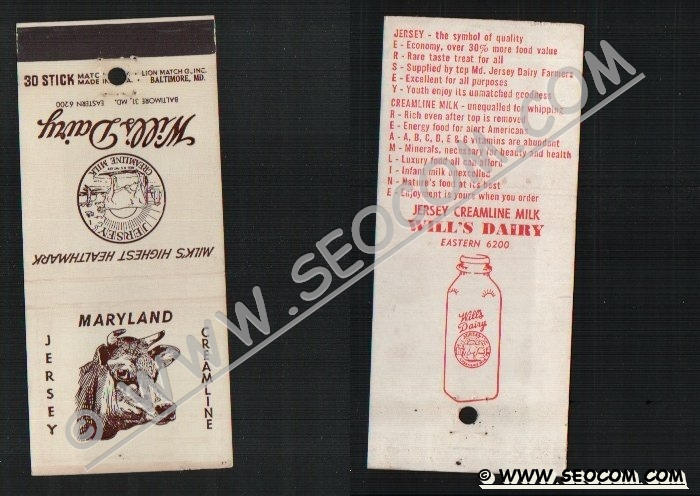 30 STICK
MADE IN
LION MATCH INC.
BALTIMORE, MD.
BALTIMORE 31, MD. EASTERN 6200
Will's Dairy
CREAMLINE MILK
JERSEY
MILK'S HIGHEST HEALTHMARK
MARYLAND
JERSEY
CREAMLINE
JERSEY - the symbol of quality
E - Economy, over 30% more food value
R - Rare taste treat for all
S - Supplied by top Md. Jersey Dairy Farmers
E - Excellent for all purposes
Y - Youth enjoy its unmatched goodness
CREAMLINE MILK - unequalled for whipping
R - Rich even after top is removed
E - Energy food for alert Americans
A - A, B, C, D, E & G vitamins are abundant
M - Minerals, necessary for beauty and health
L - Luxury food all can afford
I - Infant milk unexcelled
N - Nature's food at its best
E - Enjoyment is yours when you order
JERSEY CREAMLINE MILK
WILL'S DAIRY
EASTERN 6200
Will's
Dairy
© WWW.SEOCOM.COM
© WWW.SEOCOM.COM